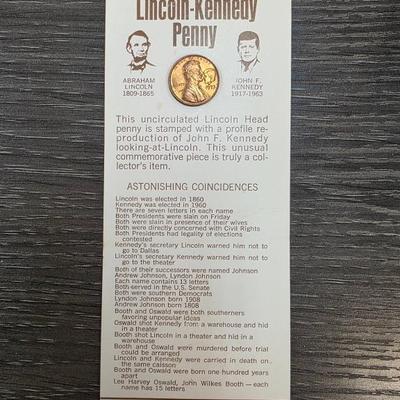 Lincoln-Kennedy
Penny
ABRAHAM
LINCOLN
1809-1865
JOHN F.
KENNEDY
1917-1963
This uncirculated Lincoln Head
penny is stamped with a profile re-
production of John F. Kennedy
looking-at-Lincoln. This unusual
commemorative piece is truly a col-
lector's item.
ASTONISHING COINCIDENCES
Lincoln was elected in 1860
Kennedy was elected in 1960
There are seven letters in each name
Both Presidents were slain on Friday
Both were slain in presence of their wives
Both were directly concerned with Civil Rights
Both Presidents had legality of elections
contested
Kennedy's secretary Lincoln warned him not to
go to Dallas
Lincoln's secretary Kennedy warned him not to
go to the theater
Both of their successors were named Johnson
Andrew Johnson, Lyndon Johnson
Each name contains 13 letters
Both served in the U.S. Senate
Both were southern Democrats
Lyndon Johnson born 1908
Andrew Johnson born 1808
Booth and Oswald were both southerners
favoring unpopular ideas
Oswald shot Kennedy from a warehouse and hid
in a theater
Booth shot Lincoln in a theater and hid in a
warehouse
Booth and Oswald were murdered before trial
could be arranged
Lincoln and Kennedy were carried in death on
the same caisson
Booth and Oswald were born one hundred years
apart
Lee Harvey Oswald, John Wilkes Booth—each
name has 15 letters